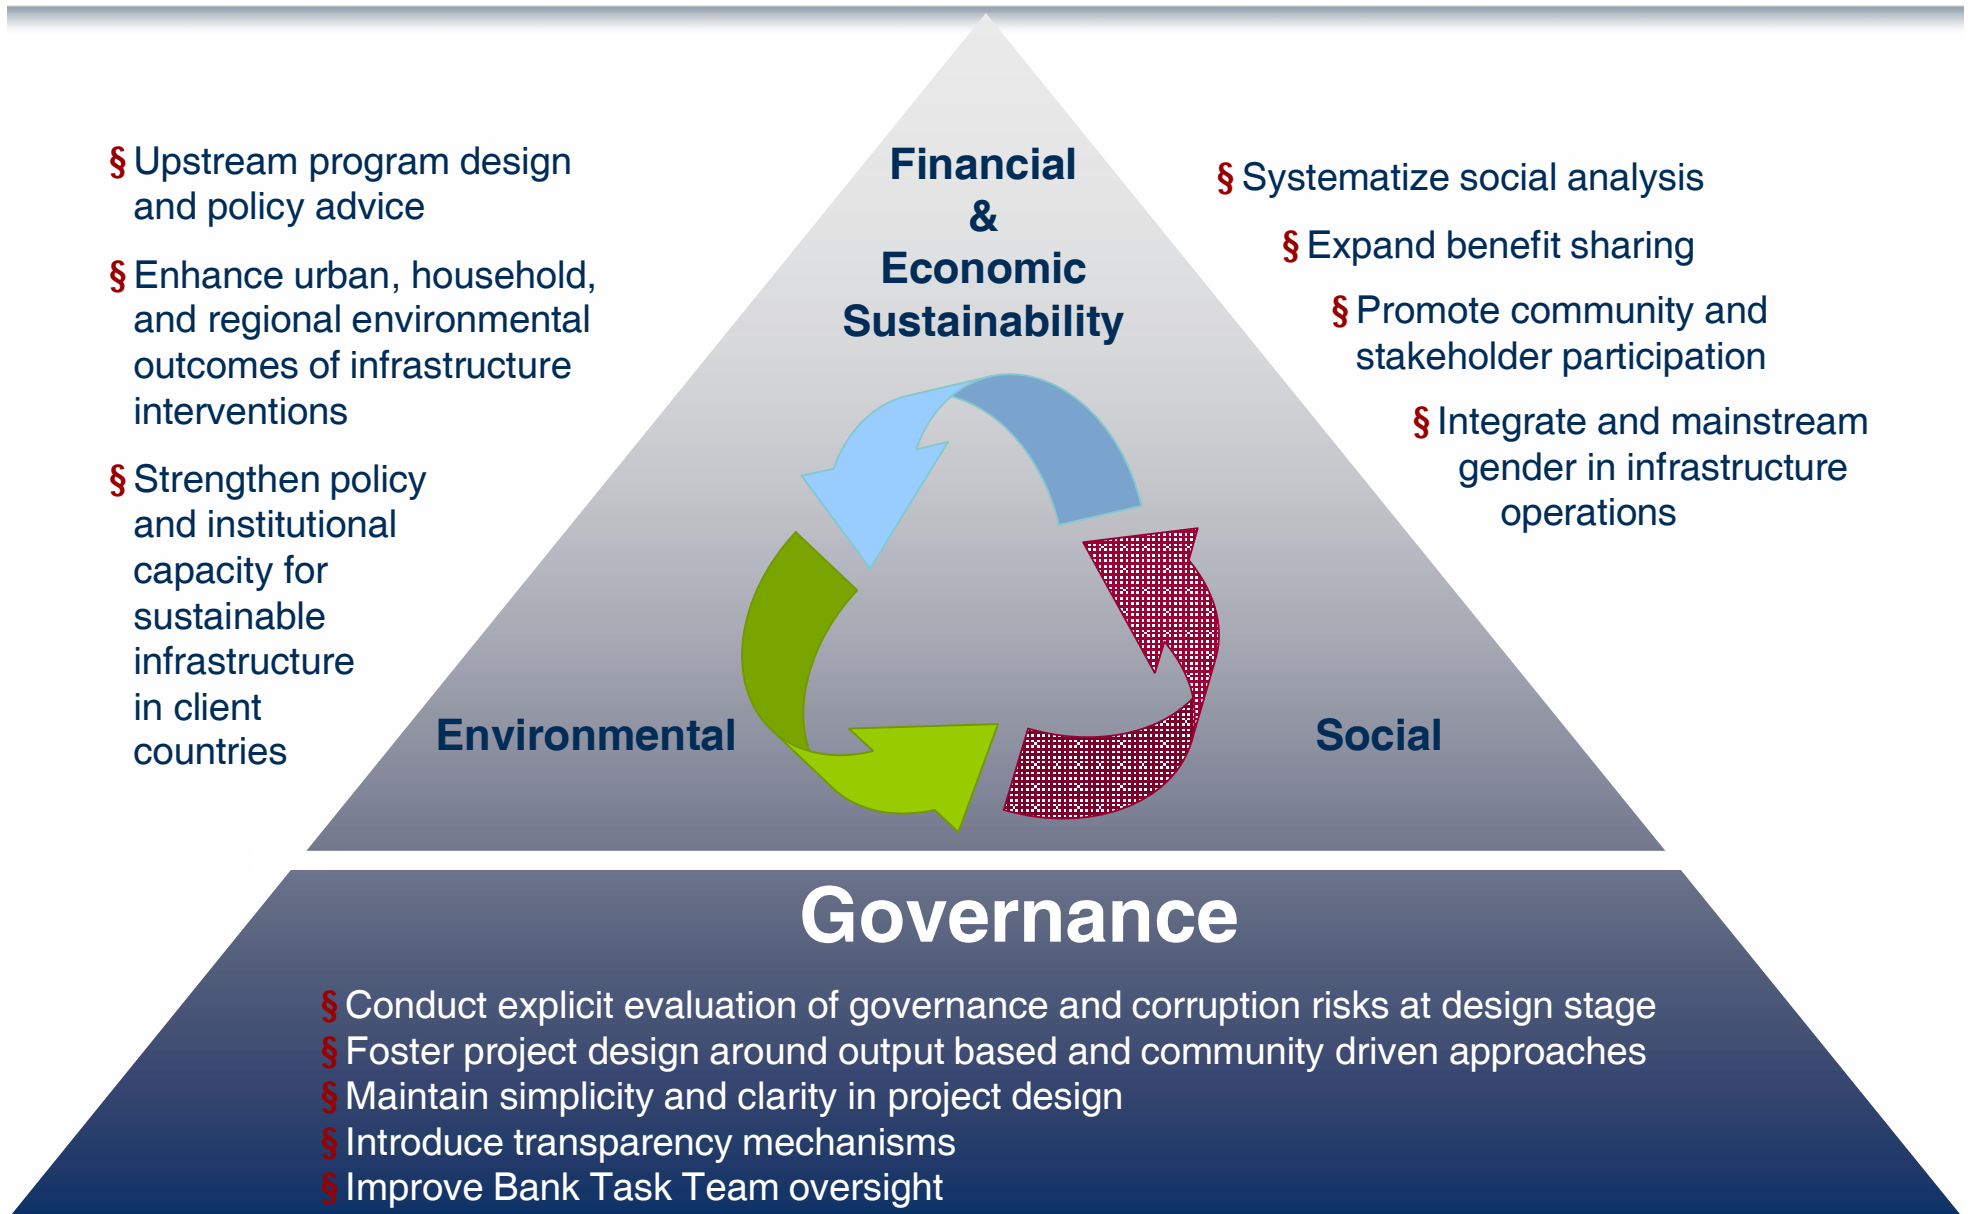 § Upstream program design
and policy advice
§ Enhance urban, household,
and regional environmental
outcomes of infrastructure
interventions
§ Strengthen policy
and institutional
capacity for
sustainable
infrastructure
in client
countries
Financial
&
Economic
Sustainability
§ Systematize social analysis
§ Expand benefit sharing
§ Promote community and
stakeholder participation
§ Integrate and mainstream
gender in infrastructure
operations
Environmental
Social
Governance
§ Conduct explicit evaluation of governance and corruption risks at design stage
§ Foster project design around output based and community driven approaches
§ Maintain simplicity and clarity in project design
§ Introduce transparency mechanisms
§ Improve Bank Task Team oversight